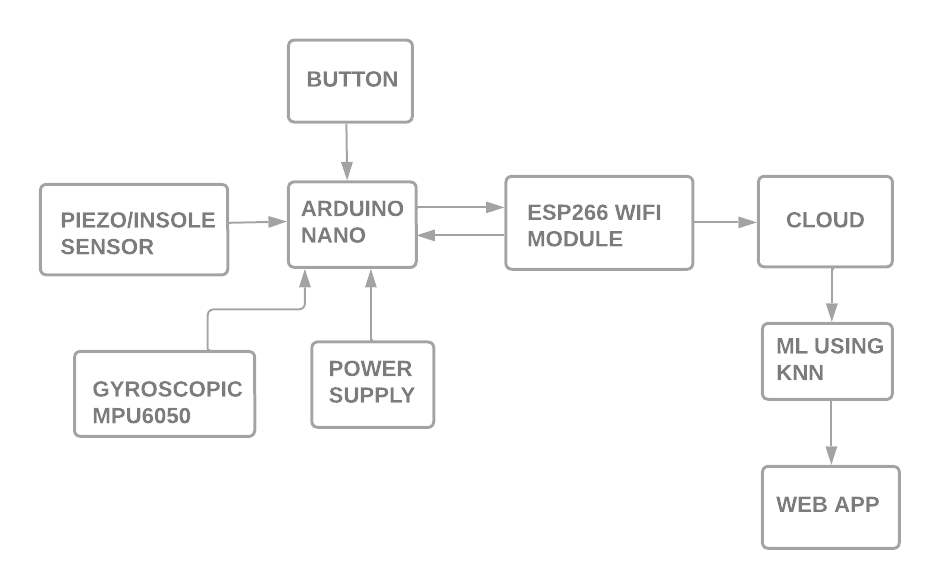 BUTTON
PIEZO/INSOLE
SENSOR
ARDUINO
NANO
ESP266 WIFI
MODULE
CLOUD
GYROSCOPIC
MPU6050
POWER
SUPPLY
ML USING
KNN
WEB APP